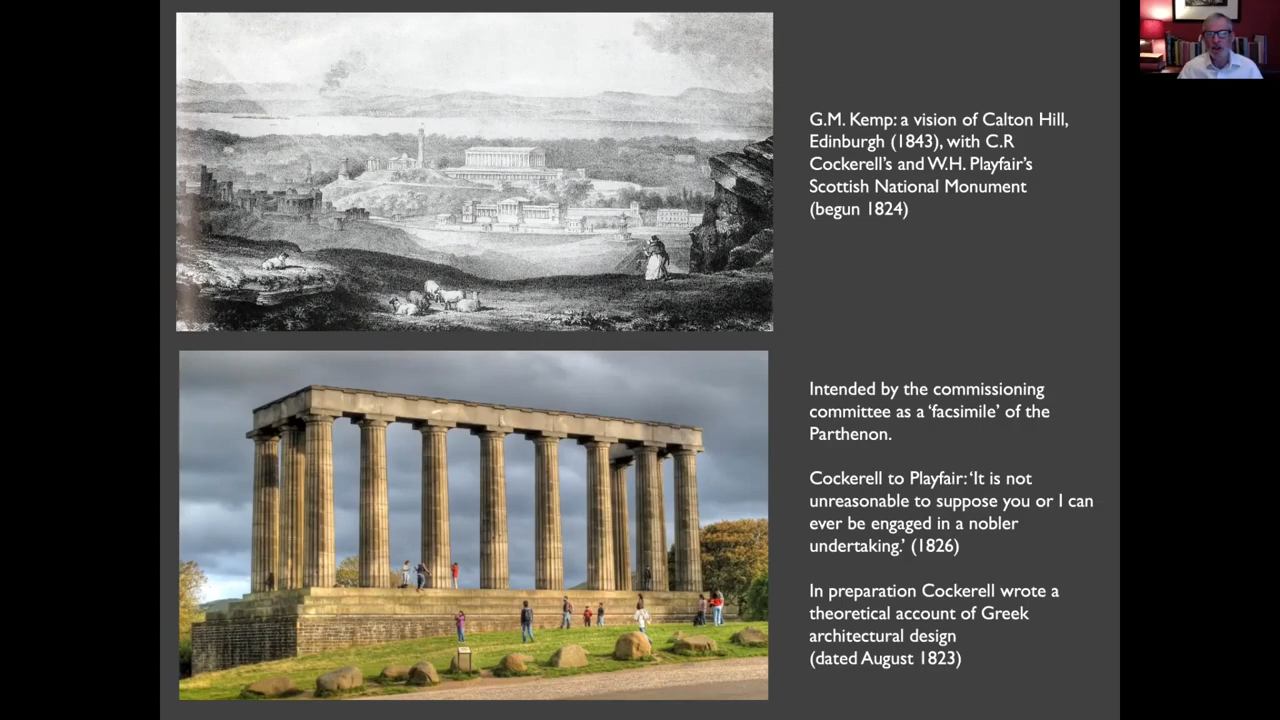 G.M. Kemp: a vision of Calton Hill,
Edinburgh (1843), with C.R
Cockerell's and W.H. Playfair's
Scottish National Monument
(begun 1824)
Intended by the commissioning
committee as a 'facsimile' of the
Parthenon.
Cockerell to Playfair: 'It is not
unreasonable to suppose you or I can
ever be engaged in a nobler
undertaking.' (1826)
In preparation Cockerell wrote a
theoretical account of Greek
architectural design
(dated August 1823)